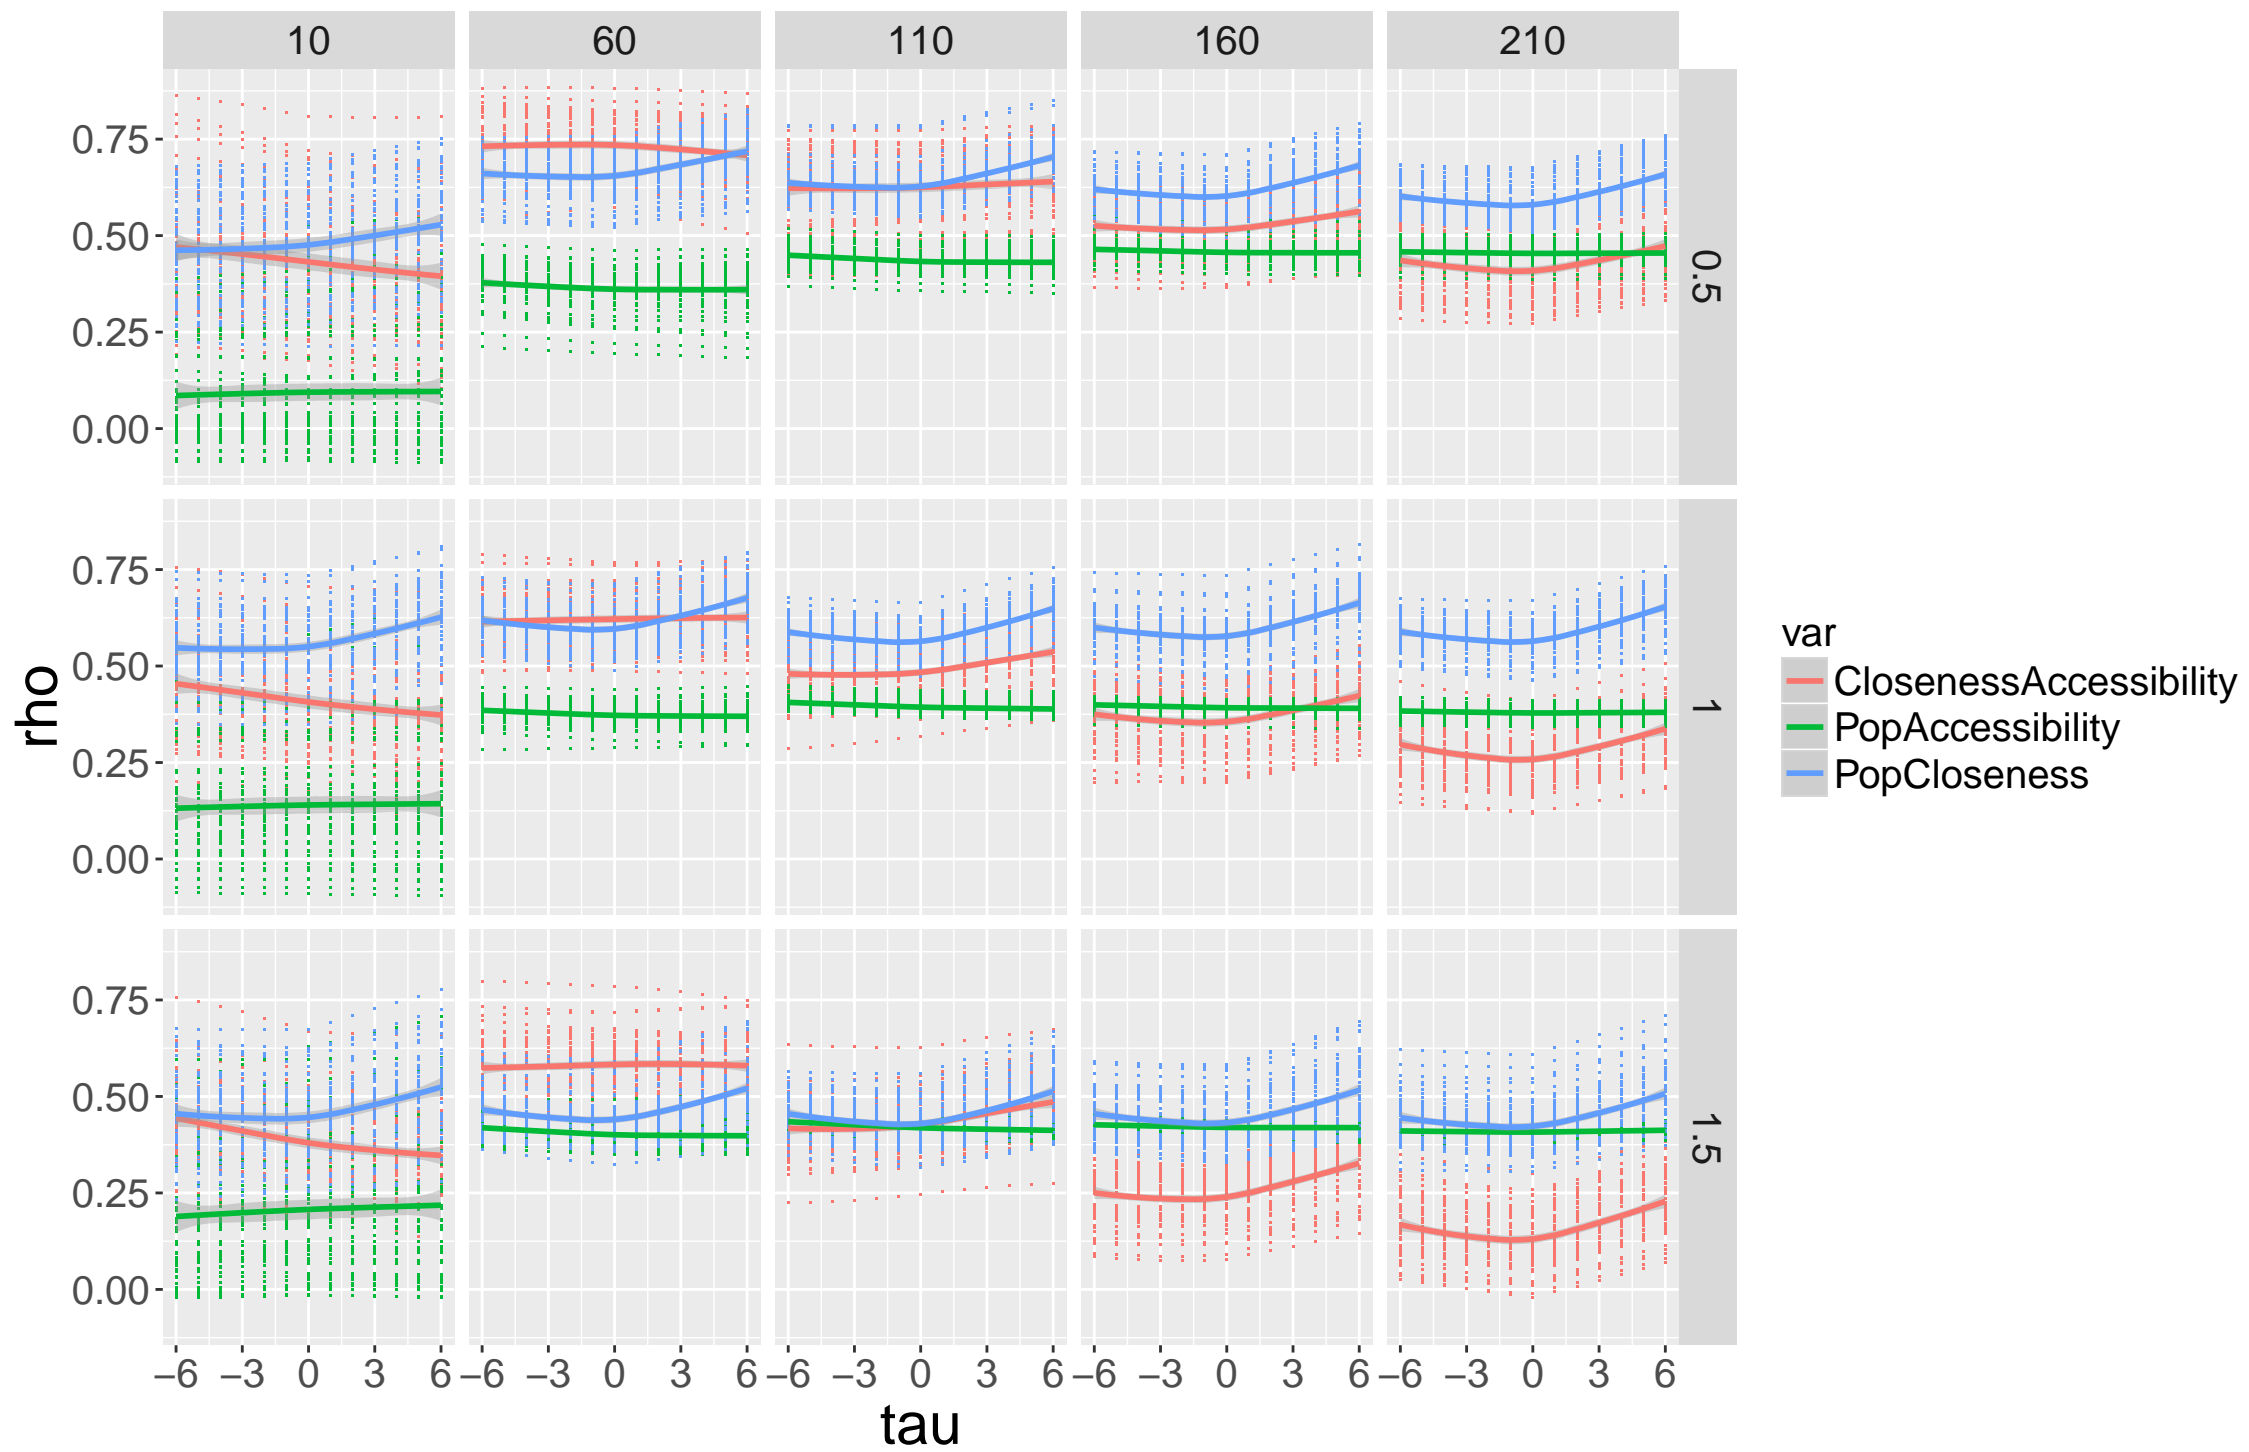 10 60 110 160 210
0.75
0.50
0.25
0.00
0.5
0.75
0.50
0.25
0.00
1
0.75
0.50
0.25
0.00
1.5
−6 −3 0 3 6 −6 −3 0 3 6 −6 −3 0 3 6 −6 −3 0 3 6 −6 −3 0 3 6
tau
rho
var
ClosenessAccessibility
PopAccessibility
PopCloseness